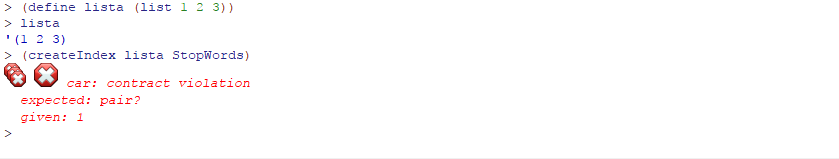 > (define lista (list 1 2 3))
> lista
'(1 2 3)
> (createIndex lista StopWords)
car: contract violation
expected: pair?
given: 1
>